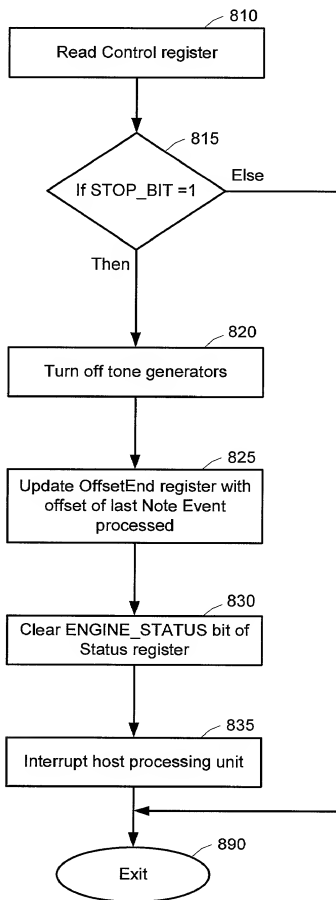 810
Read Control register
815
If STOP_BIT =1
Else
Then
820
Turn off tone generators
825
Update OffsetEnd register with
offset of last Note Event
processed
830
Clear ENGINE_STATUS bit of
Status register
835
Interrupt host processing unit
890
Exit